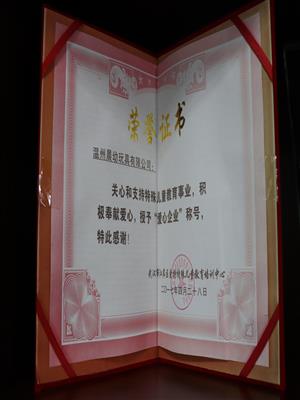 荣誉证书
温州晨幼玩具有限公司：
关心和支持特殊儿童教育事业，积
极奉献爱心，授予“爱心企业”称号，
特此感谢！
二〇一七年四月二十八日